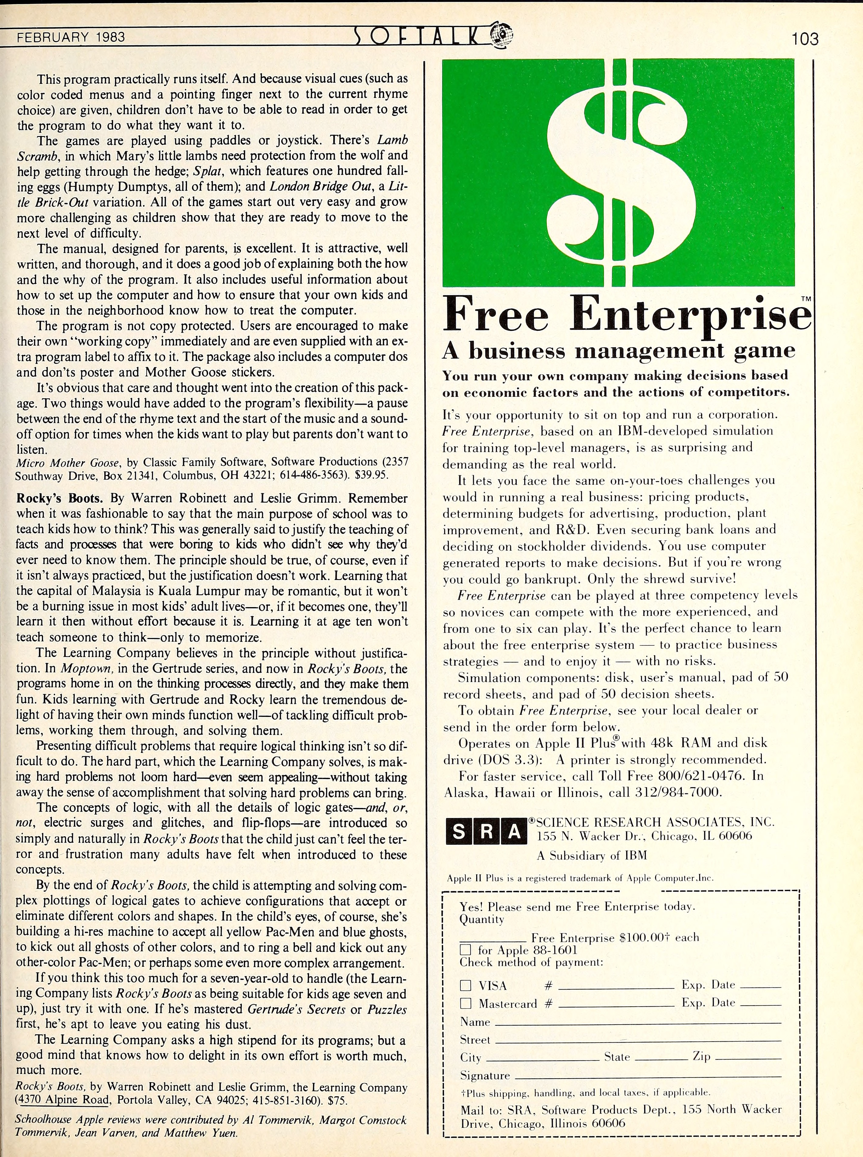 FEBRUARY 1983
SOFTALK
103
This program practically runs itself. And because visual cues (such as
color coded menus and a pointing finger next to the current rhyme
choice) are given, children don't have to be able to read in order to get
the program to do what they want it to.
The games are played using paddles or joystick. There's Lamb
Scramb, in which Mary's little lambs need protection from the wolf and
help getting through the hedge; Splat, which features one hundred fall-
ing eggs (Humpty Dumptys, all of them); and London Bridge Out, a Lit-
tle Brick-Out variation. All of the games start out very easy and grow
more challenging as children show that they are ready to move to the
next level of difficulty.
The manual, designed for parents, is excellent. It is attractive, well
written, and thorough, and it does a good job of explaining both the how
and the why of the program. It also includes useful information about
how to set up the computer and how to ensure that your own kids and
those in the neighborhood know how to treat the computer.
The program is not copy protected. Users are encouraged to make
their own "working copy" immediately and are even supplied with an ex-
tra program label to affix to it. The package also includes a computer dos
and don'ts poster and Mother Goose stickers.
It's obvious that care and thought went into the creation of this pack-
age. Two things would have added to the program's flexibility—a pause
between the end of the rhyme text and the start of the music and a sound-
off option for times when the kids want to play but parents don't want to
listen.
Micro Mother Goose, by Classic Family Software, Software Productions (2357
Southway Drive, Box 21341, Columbus, OH 43221; 614-486-3563). $39.95.
Rocky's Boots. By Warren Robinett and Leslie Grimm. Remember
when it was fashionable to say that the main purpose of school was to
teach kids how to think? This was generally said to justify the teaching of
facts and processes that were boring to kids who didn't see why they'd
ever need to know them. The principle should be true, of course, even if
it isn't always practiced, but the justification doesn't work. Learning that
the capital of Malaysia is Kuala Lumpur may be romantic, but it won't
be a burning issue in most kids' adult lives—or, if it becomes one, they'll
learn it then without effort because it is. Learning it at age ten won't
teach someone to think—only to memorize.
The Learning Company believes in the principle without justifica-
tion. In Moptown, in the Gertrude series, and now in Rocky's Boots, the
programs home in on the thinking processes directly, and they make them
fun. Kids learning with Gertrude and Rocky learn the tremendous de-
light of having their own minds function well—of tackling difficult prob-
lems, working them through, and solving them.
Presenting difficult problems that require logical thinking isn't so dif-
ficult to do. The hard part, which the Learning Company solves, is mak-
ing hard problems not loom hard—even seem appealing—without taking
away the sense of accomplishment that solving hard problems can bring.
The concepts of logic, with all the details of logic gates—and, or,
not, electric surges and glitches, and flip-flops—are introduced so
simply and naturally in Rocky's Boots that the child just can't feel the ter-
ror and frustration many adults have felt when introduced to these
concepts.
By the end of Rocky's Boots, the child is attempting and solving com-
plex plottings of logical gates to achieve configurations that accept or
eliminate different colors and shapes. In the child's eyes, of course, she's
building a hi-res machine to accept all yellow Pac-Men and blue ghosts,
to kick out all ghosts of other colors, and to ring a bell and kick out any
other-color Pac-Men; or perhaps some even more complex arrangement.
If you think this too much for a seven-year-old to handle (the Learn-
ing Company lists Rocky's Boots as being suitable for kids age seven and
up), just try it with one. If he's mastered Gertrude's Secrets or Puzzles
first, he's apt to leave you eating his dust.
The Learning Company asks a high stipend for its programs; but a
good mind that knows how to delight in its own effort is worth much,
much more.
Rocky's Boots, by Warren Robinett and Leslie Grimm, the Learning Company
(4370 Alpine Road, Portola Valley, CA 94025; 415-851-3160). $75.
Schoolhouse Apple reviews were contributed by Al Tommervik, Margot Comstock
Tommervik, Jean Varven, and Matthew Yuen.
$
Free Enterprise™
A business management game
You run your own company making decisions based
on economic factors and the actions of competitors.
It's your opportunity to sit on top and run a corporation.
Free Enterprise, based on an IBM-developed simulation
for training top-level managers, is as surprising and
demanding as the real world.
It lets you face the same on-your-toes challenges you
would in running a real business: pricing products,
determining budgets for advertising, production, plant
improvement, and R&D. Even securing bank loans and
deciding on stockholder dividends. You use computer
generated reports to make decisions. But if you're wrong
you could go bankrupt. Only the shrewd survive!
Free Enterprise can be played at three competency levels
so novices can compete with the more experienced, and
from one to six can play. It's the perfect chance to learn
about the free enterprise system — to practice business
strategies — and to enjoy it — with no risks.
Simulation components: disk, user's manual, pad of 50
record sheets, and pad of 50 decision sheets.
To obtain Free Enterprise, see your local dealer or
send in the order form below.
Operates on Apple II Plus® with 48k RAM and disk
drive (DOS 3.3): A printer is strongly recommended.
For faster service, call Toll Free 800/621-0476. In
Alaska, Hawaii or Illinois, call 312/984-7000.
SRA ®SCIENCE RESEARCH ASSOCIATES, INC.
155 N. Wacker Dr., Chicago, IL 60606
A Subsidiary of IBM
Apple II Plus is a registered trademark of Apple Computer,Inc.
Yes! Please send me Free Enterprise today.
Quantity
Free Enterprise $100.00† each
for Apple 88-1601
Check method of payment:
VISA # Exp. Date
Mastercard # Exp. Date
Name
Street
City State Zip
Signature
†Plus shipping, handling, and local taxes, if applicable.
Mail to: SRA, Software Products Dept., 155 North Wacker
Drive, Chicago, Illinois 60606